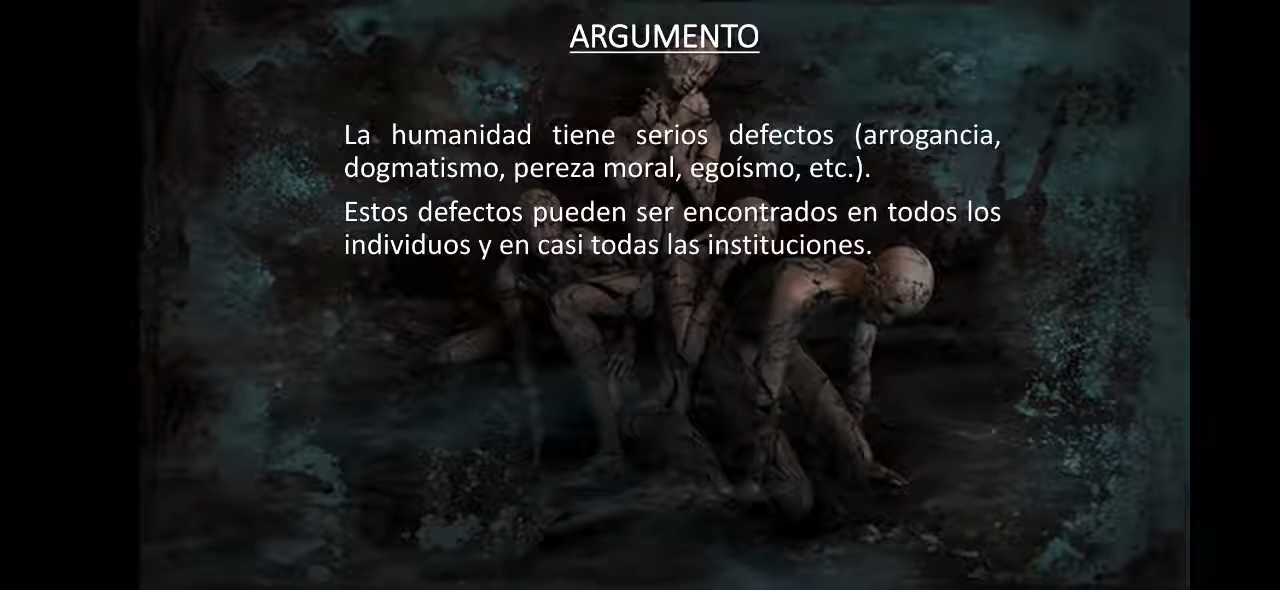 ARGUMENTO
La humanidad tiene serios defectos (arrogancia,
dogmatismo, pereza moral, egoísmo, etc.).
Estos defectos pueden ser encontrados en todos los
individuos y en casi todas las instituciones.